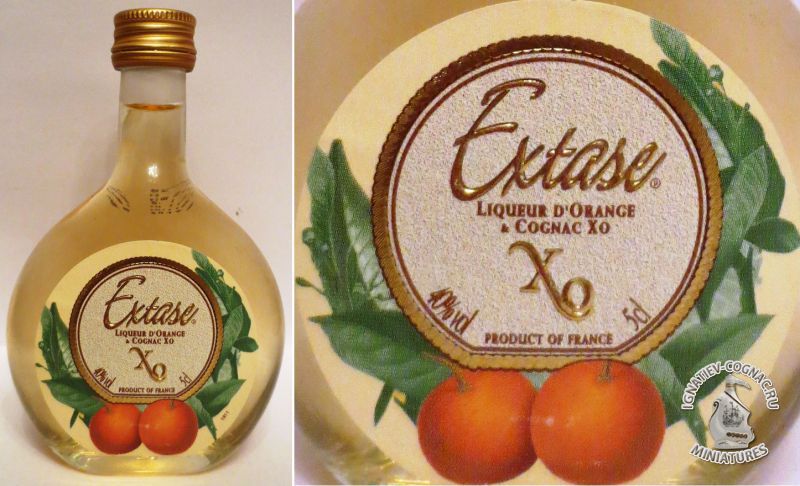 Extase®
LIQUEUR D'ORANGE
& COGNAC XO
XO
40% vol
5cl
PRODUCT OF FRANCE
Extase®
LIQUEUR D'ORANGE
& COGNAC XO
XO
40% vol
5cl
PRODUCT OF FRANCE
IGNATIEV-COGNAC.RU
MINIATURES